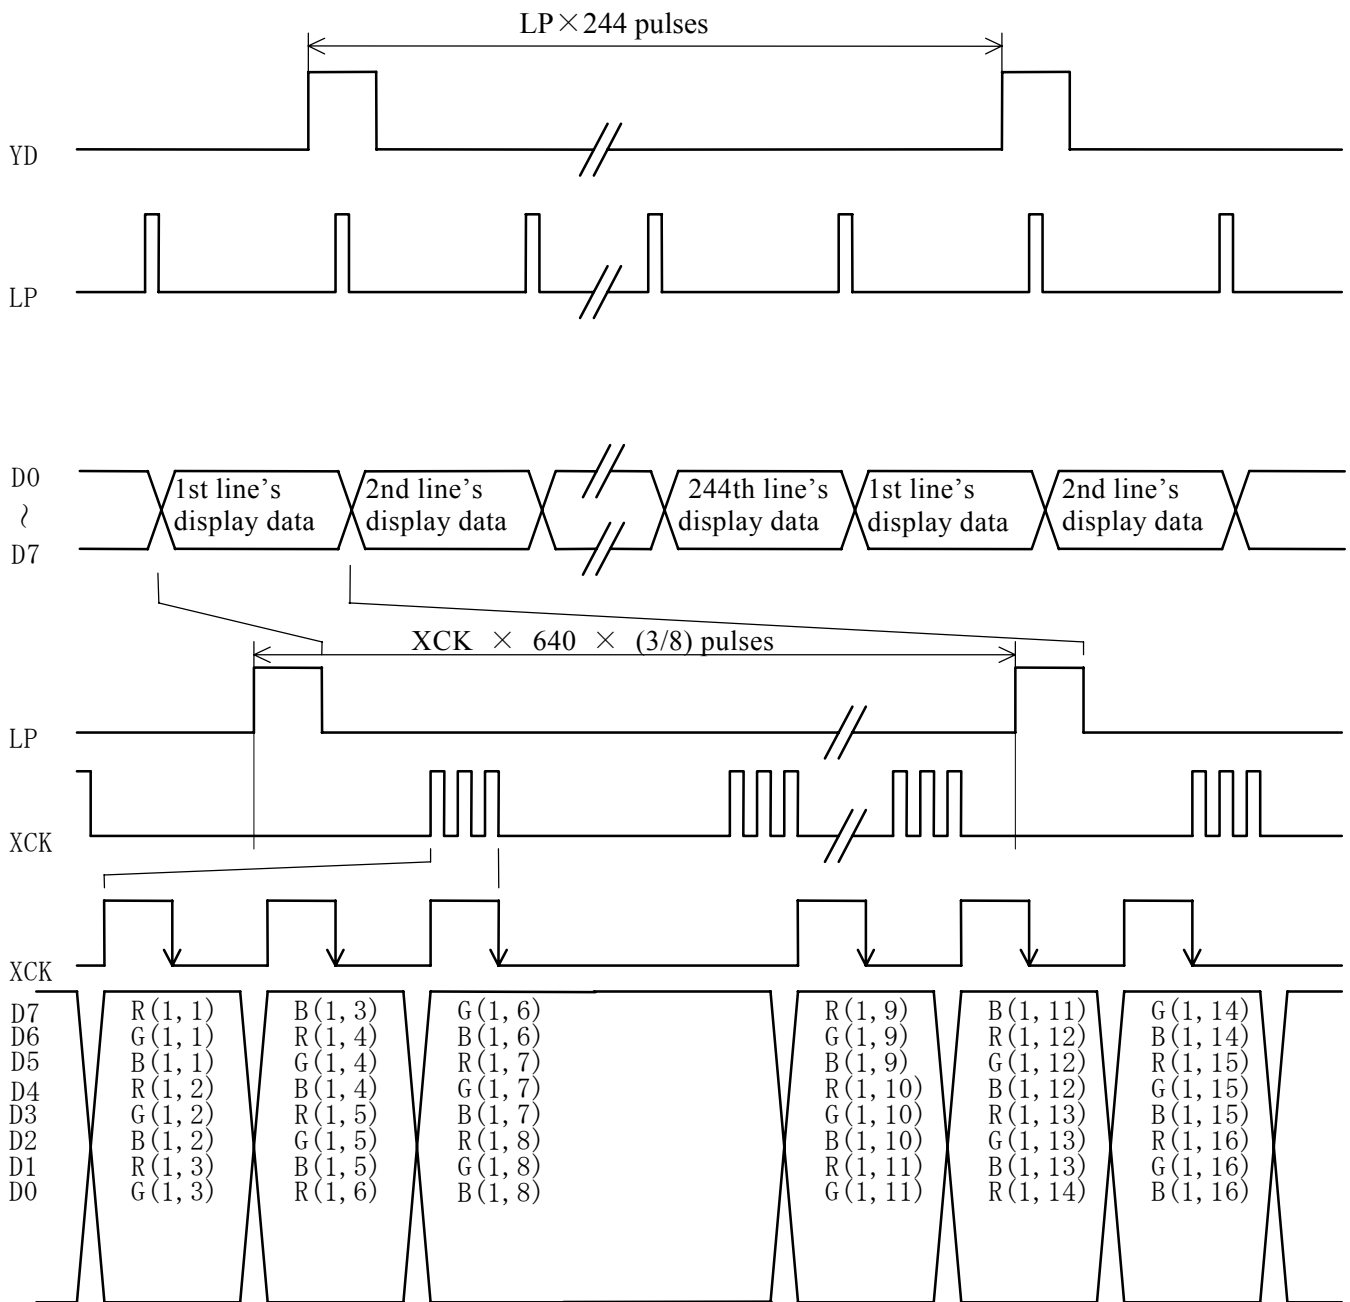 LP×244 pulses
YD
LP
D0
~
D7
1st line's
display data
2nd line's
display data
244th line's
display data
1st line's
display data
2nd line's
display data
XCK × 640 × (3/8) pulses
LP
XCK
XCK
D7 R(1,1) B(1,3) G(1,6) R(1,9) B(1,11) G(1,14)
D6 G(1,1) R(1,4) B(1,6) G(1,9) R(1,12) B(1,14)
D5 B(1,1) G(1,4) R(1,7) B(1,9) G(1,12) R(1,15)
D4 R(1,2) B(1,4) G(1,7) R(1,10) B(1,12) G(1,15)
D3 G(1,2) R(1,5) B(1,7) G(1,10) R(1,13) B(1,15)
D2 B(1,2) G(1,5) R(1,8) B(1,10) G(1,13) R(1,16)
D1 R(1,3) B(1,5) G(1,8) R(1,11) B(1,13) G(1,16)
D0 G(1,3) R(1,6) B(1,8) G(1,11) R(1,14) B(1,16)